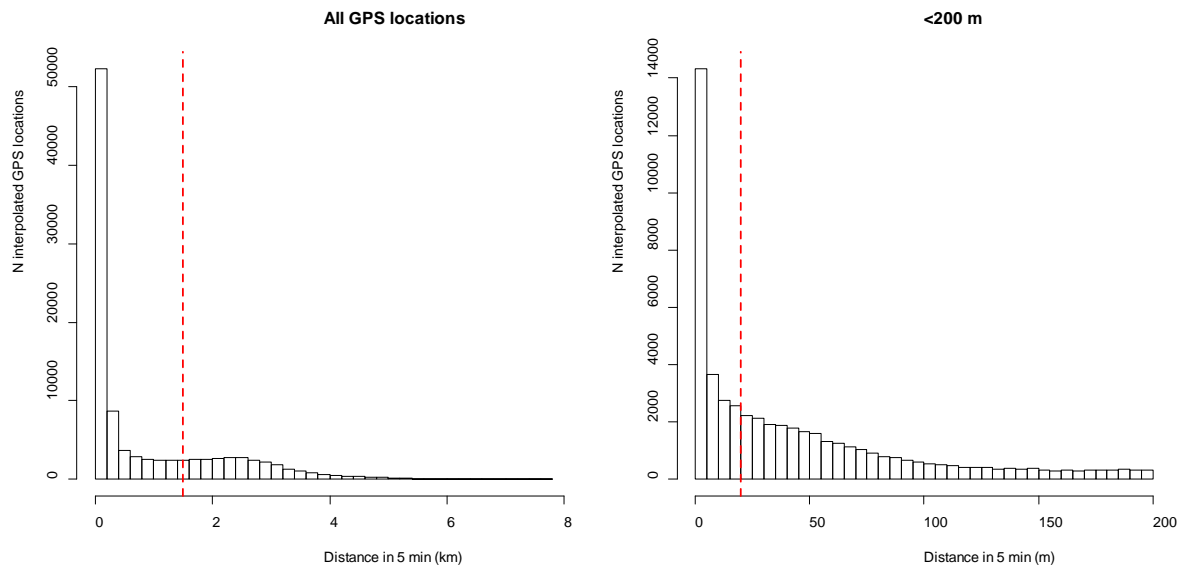 All GPS locations
N interpolated GPS locations
50000
40000
30000
20000
10000
0
0 2 4 6 8
Distance in 5 min (km)
<200 m
N interpolated GPS locations
14000
12000
10000
8000
6000
4000
2000
0
0 50 100 150 200
Distance in 5 min (m)